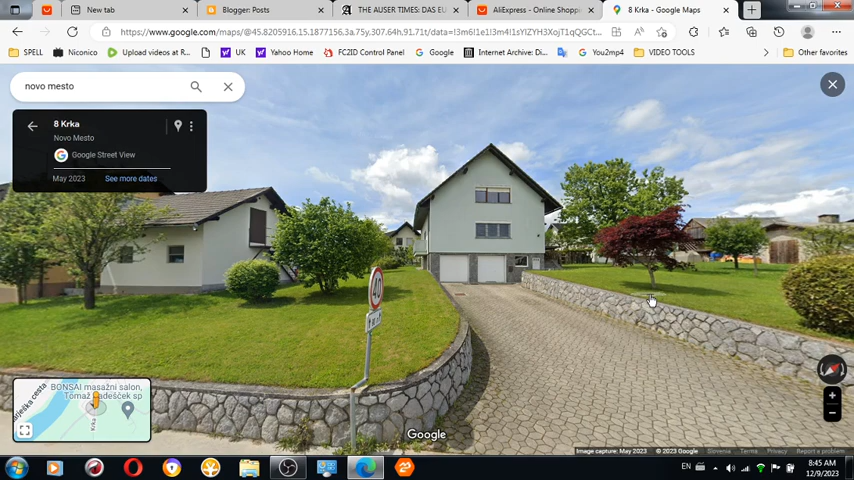 New tab
Blogger: Posts
THE AUSER TIMES: DAS EU
AliExpress - Online Shoppi
8 Krka - Google Maps
https://www.google.com/maps/@45.8205916,15.1877156,3a,75y,307.64h,91.71t/data=!3m6!1e1!3m4!1sYlZYH3XojT1qQGCt...
SPELL
Niconico
Upload videos at R...
UK
Yahoo Home
FC2ID Control Panel
Google
Internet Archive: Di...
You2mp4
VIDEO TOOLS
Other favorites
novo mesto
8 Krka
Novo Mesto
Google Street View
May 2023
See more dates
40
BONSAI masažni salon,
Tomaž Radešček sp
Krka
Google
Image capture: May 2023 © 2023 Google Slovenia Terms Privacy Report a problem
EN
8:45 AM
12/9/2023